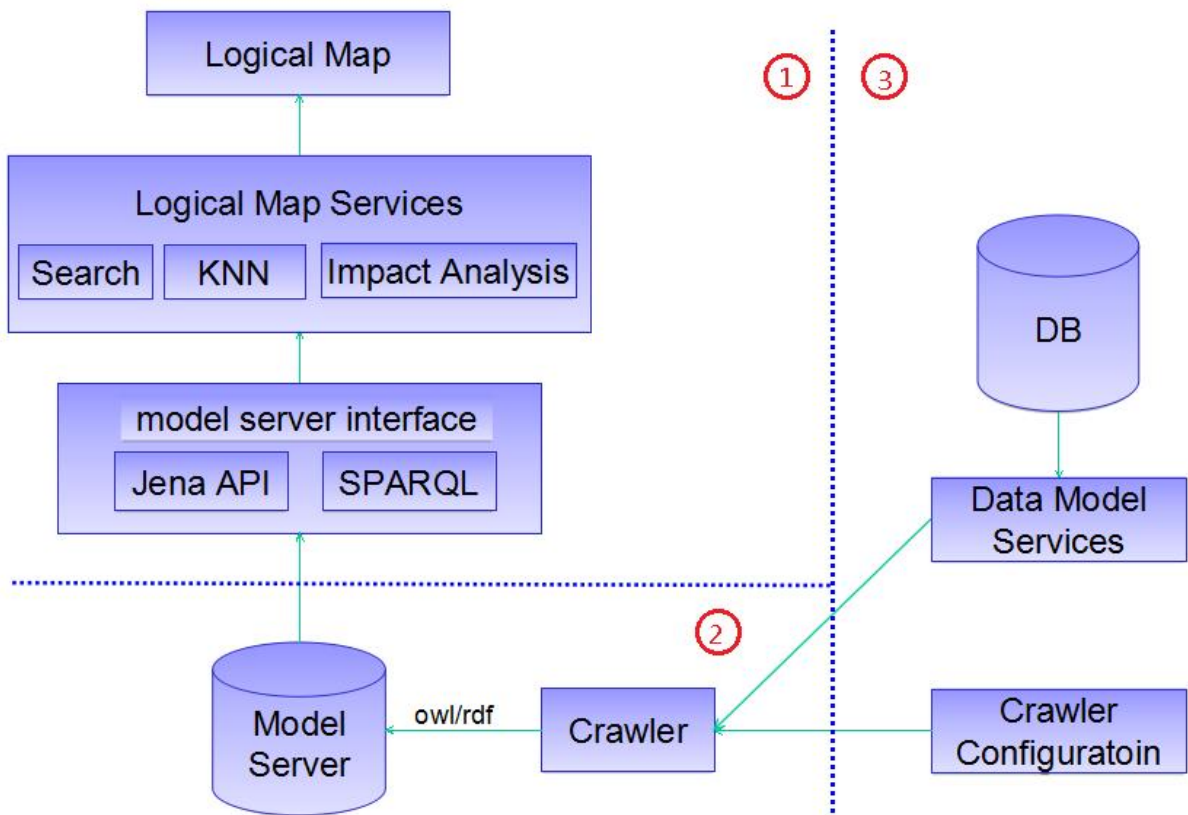 Logical Map
1
3
Logical Map Services
Search
KNN
Impact Analysis
DB
model server interface
Jena API
SPARQL
Data Model
Services
2
Model
Server
owl/rdf
Crawler
Crawler
Configuratoin